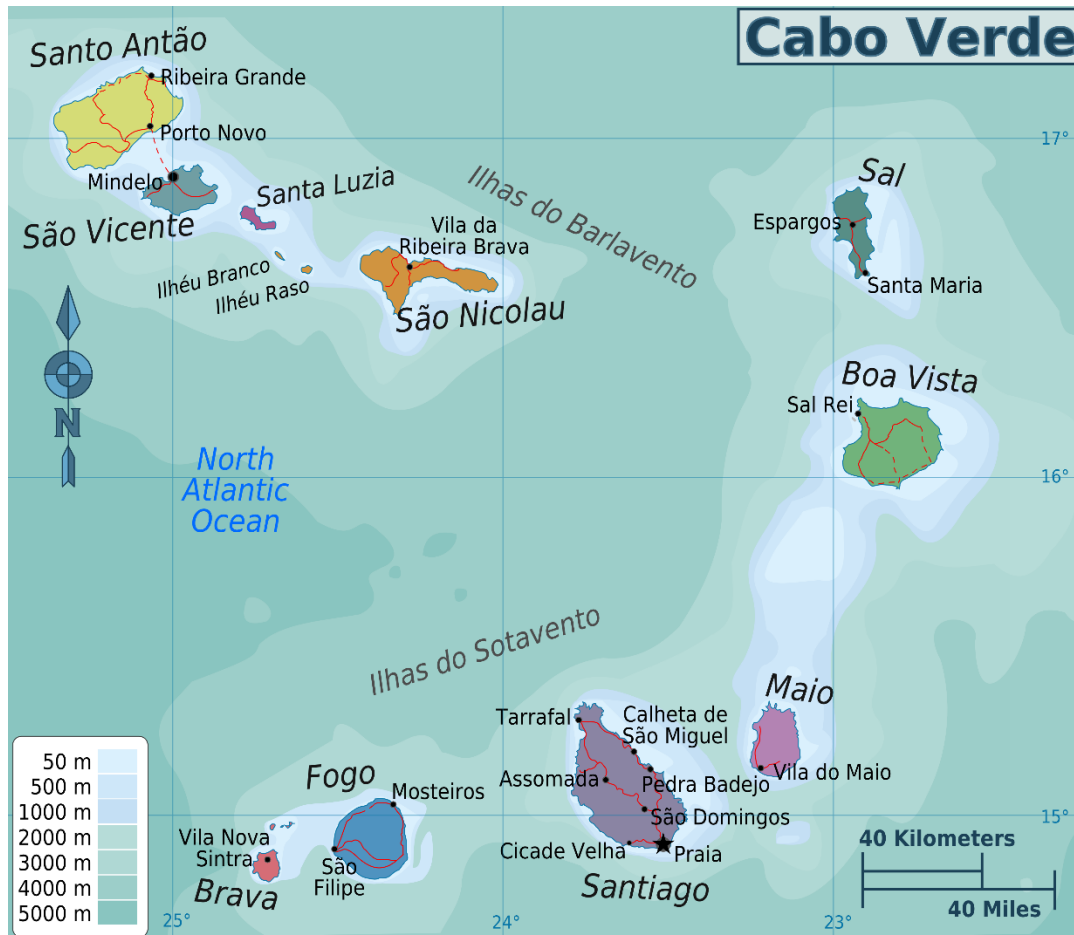 Cabo Verde
Santo Antão
Ribeira Grande
Porto Novo
17°
Mindelo
São Vicente
Santa Luzia
Ilhas do Barlavento
Sal
Espargos
Santa Maria
Vila da
Ribeira Brava
Ilhéu Branco
Ilhéu Raso
São Nicolau
N
Boa Vista
Sal Rei
North
Atlantic
Ocean
16°
Ilhas do Sotavento
Maio
Vila do Maio
Tarrafal
Calheta de
São Miguel
Assomada
Pedra Badejo
São Domingos
Cicade Velha
Praia
Santiago
Fogo
Mosteiros
São
Filipe
Vila Nova
Sintra
Brava
15°
50 m
500 m
1000 m
2000 m
3000 m
4000 m
5000 m
40 Kilometers
40 Miles
25°
24°
23°